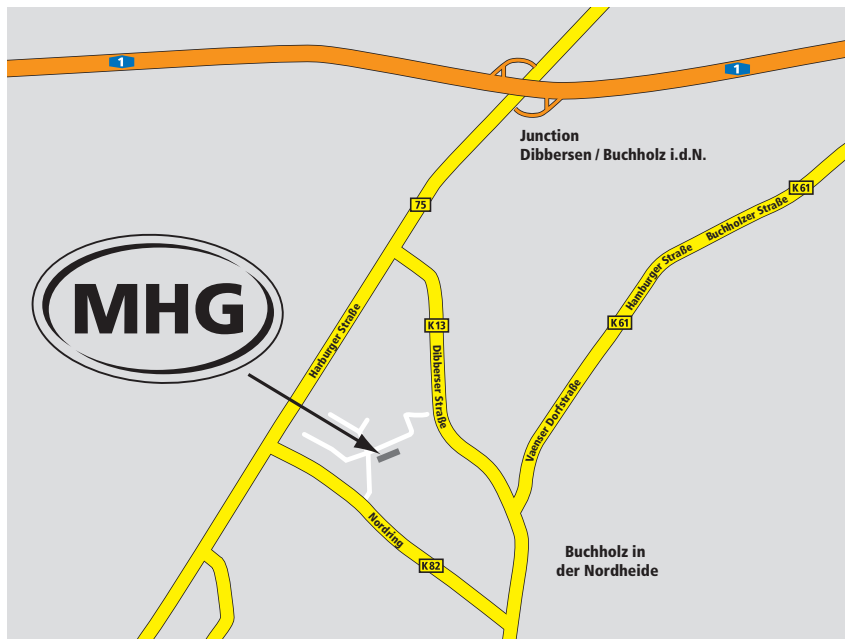 1
1
Junction
Dibbersen / Buchholz i.d.N.
K61
75
Buchholzer Straße
Hamburger Straße
MHG
K13
K61
Harburger Straße
Dibberser Straße
Vaenser Dorfstraße
Nordring
K82
Buchholz in
der Nordheide